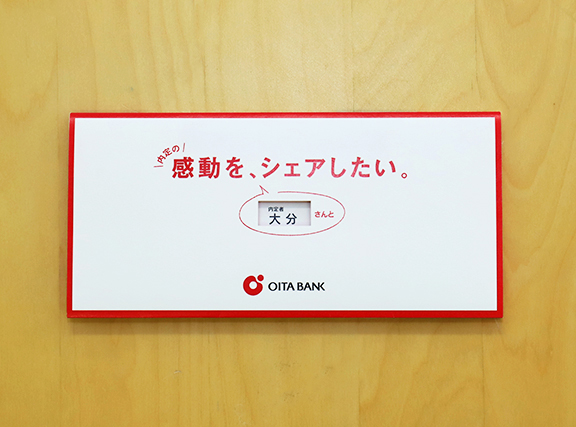 \内定の/
感動を、シェアしたい。
内定者
大分 さんと
OITA BANK